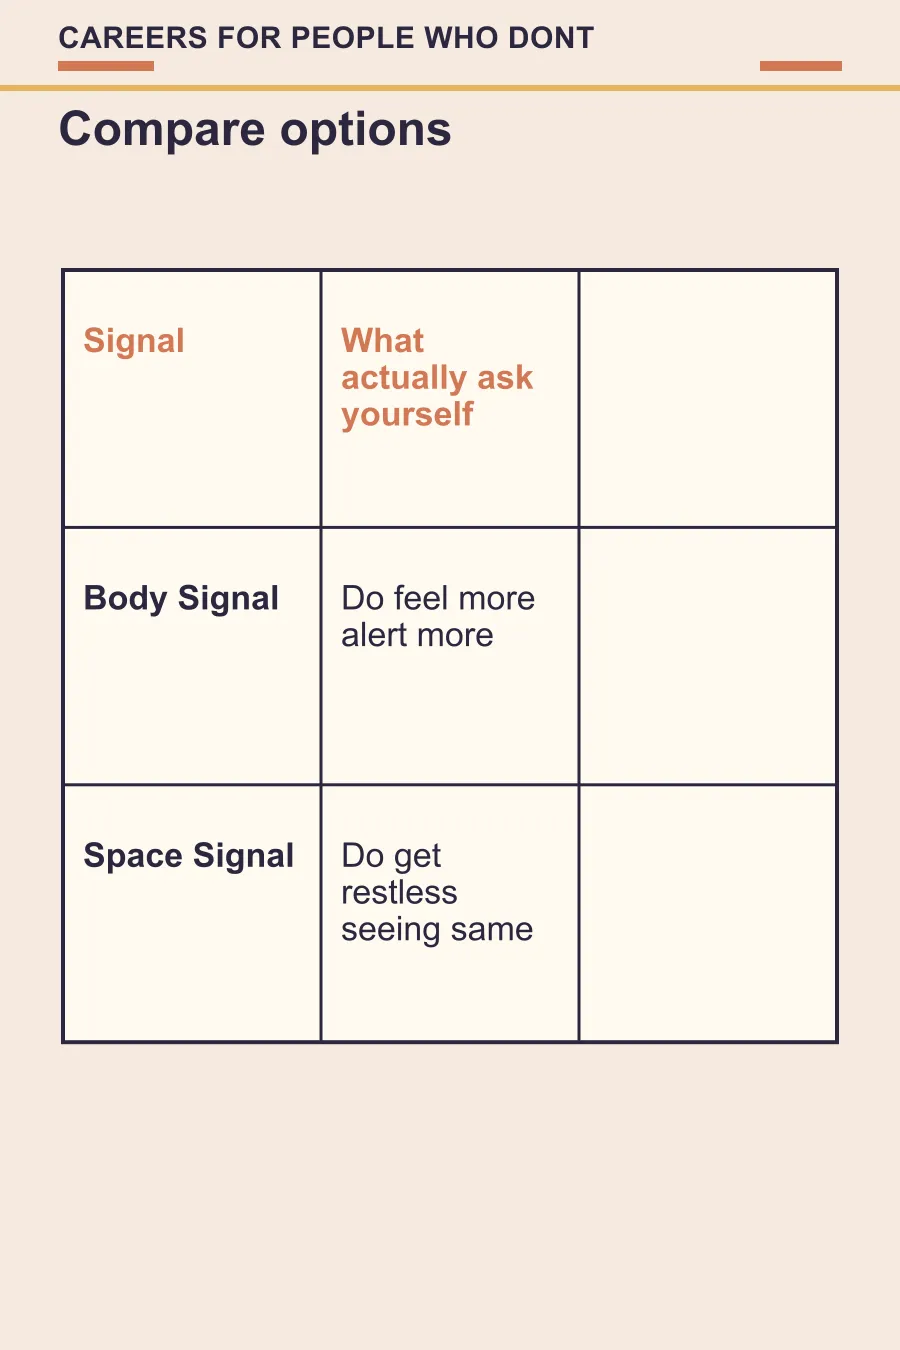 CAREERS FOR PEOPLE WHO DONT
Compare options
Signal
What
actually ask
yourself
Body Signal
Do feel more
alert more
Space Signal
Do get
restless
seeing same